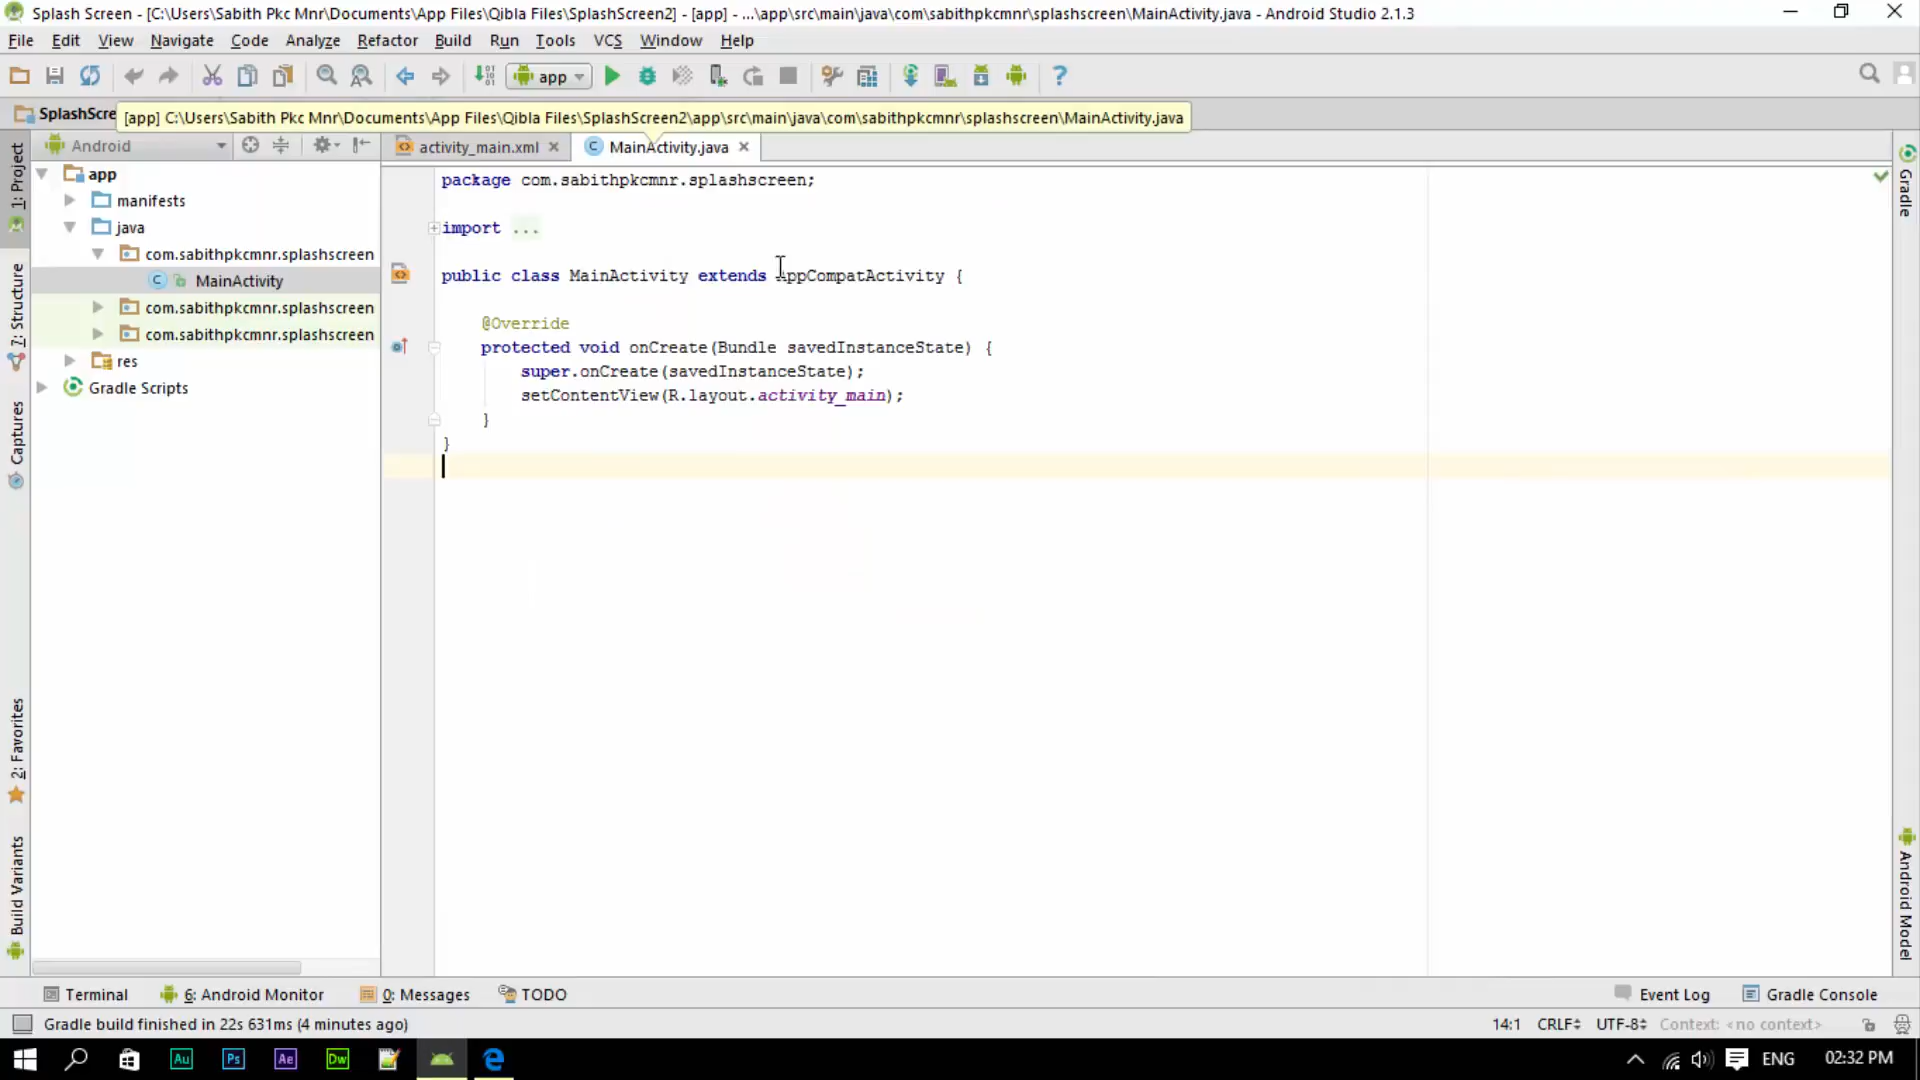 Splash Screen - [C:\Users\Sabith Pkc Mnr\Documents\App Files\Qibla Files\SplashScreen2] - [app] - ...\app\src\main\java\com\sabithpkcmnr\splashscreen\MainActivity.java - Android Studio 2.1.3
File Edit View Navigate Code Analyze Refactor Build Run Tools VCS Window Help
app
SplashScre
[app] C:\Users\Sabith Pkc Mnr\Documents\App Files\Qibla Files\SplashScreen2\app\src\main\java\com\sabithpkcmnr\splashscreen\MainActivity.java
Android
activity_main.xml
MainActivity.java
1: Project
7: Structure
Captures
2: Favorites
Build Variants
app
manifests
java
com.sabithpkcmnr.splashscreen
MainActivity
com.sabithpkcmnr.splashscreen
com.sabithpkcmnr.splashscreen
res
Gradle Scripts
package com.sabithpkcmnr.splashscreen;
import ...
public class MainActivity extends AppCompatActivity {
@Override
protected void onCreate(Bundle savedInstanceState) {
super.onCreate(savedInstanceState);
setContentView(R.layout.activity_main);
}
}
Gradle
Android Model
Terminal 6: Android Monitor 0: Messages TODO Event Log Gradle Console
Gradle build finished in 22s 631ms (4 minutes ago) 14:1 CRLF UTF-8 Context: <no context>
Au Ps Ae Dw ENG 02:32 PM